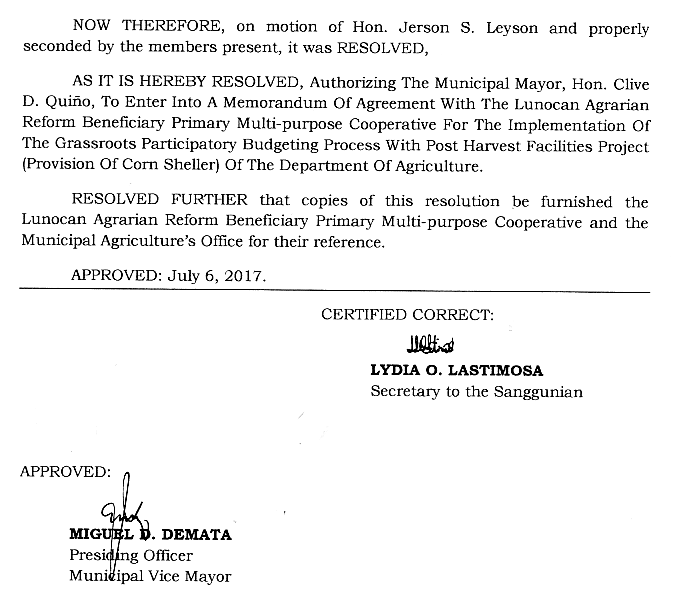 NOW THEREFORE, on motion of Hon. Jerson S. Leyson and properly
seconded by the members present, it was RESOLVED,
AS IT IS HEREBY RESOLVED, Authorizing The Municipal Mayor, Hon. Clive
D. Quiño, To Enter Into A Memorandum Of Agreement With The Lunocan Agrarian
Reform Beneficiary Primary Multi-purpose Cooperative For The Implementation Of
The Grassroots Participatory Budgeting Process With Post Harvest Facilities Project
(Provision Of Corn Sheller) Of The Department Of Agriculture.
RESOLVED FURTHER that copies of this resolution be furnished the
Lunocan Agrarian Reform Beneficiary Primary Multi-purpose Cooperative and the
Municipal Agriculture's Office for their reference.
APPROVED: July 6, 2017.
CERTIFIED CORRECT:
LYDIA O. LASTIMOSA
Secretary to the Sanggunian
APPROVED:
MIGUEL D. DEMATA
Presiding Officer
Municipal Vice Mayor